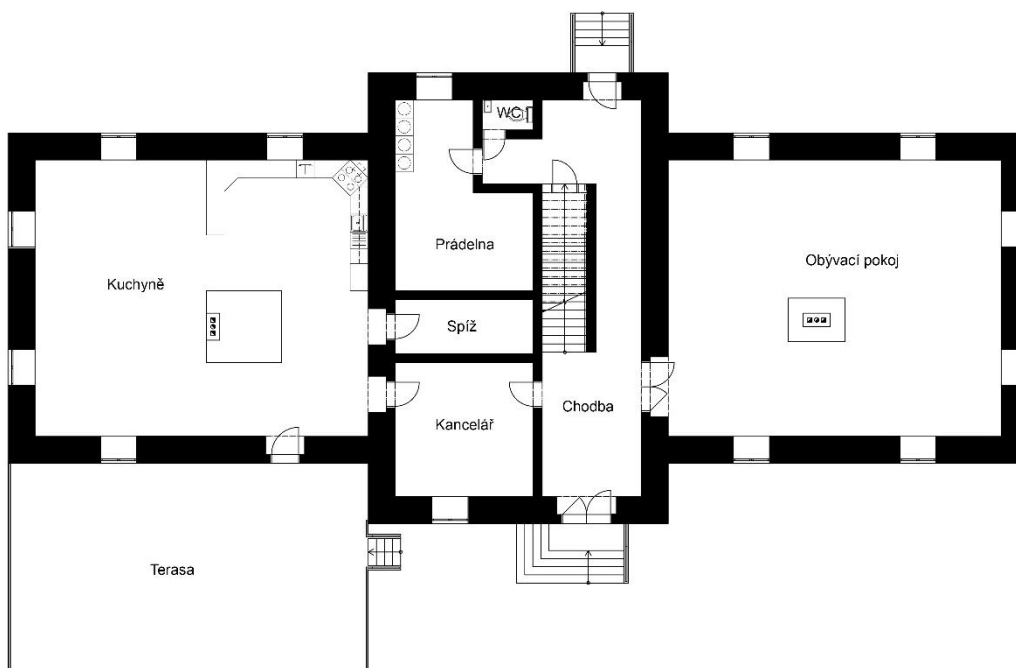 WC
Prádelna
Kuchyně
Obývací pokoj
Spíž
Chodba
Kancelář
Terasa